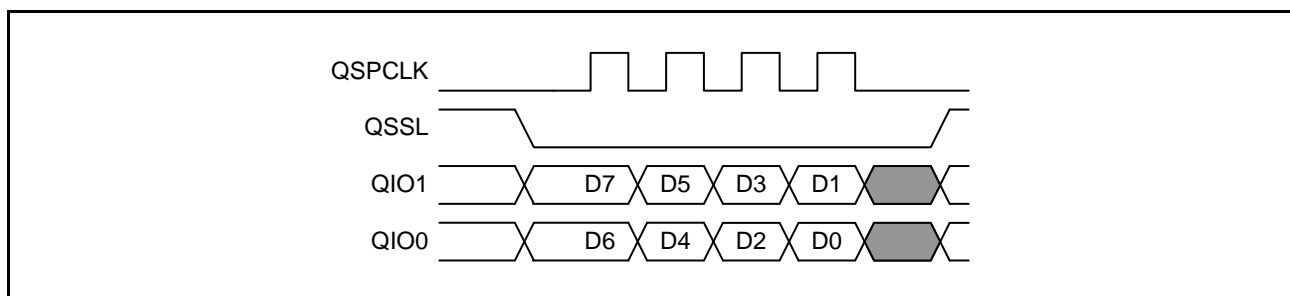 QSPCLK
QSSL
QIO1 D7 D5 D3 D1
QIO0 D6 D4 D2 D0